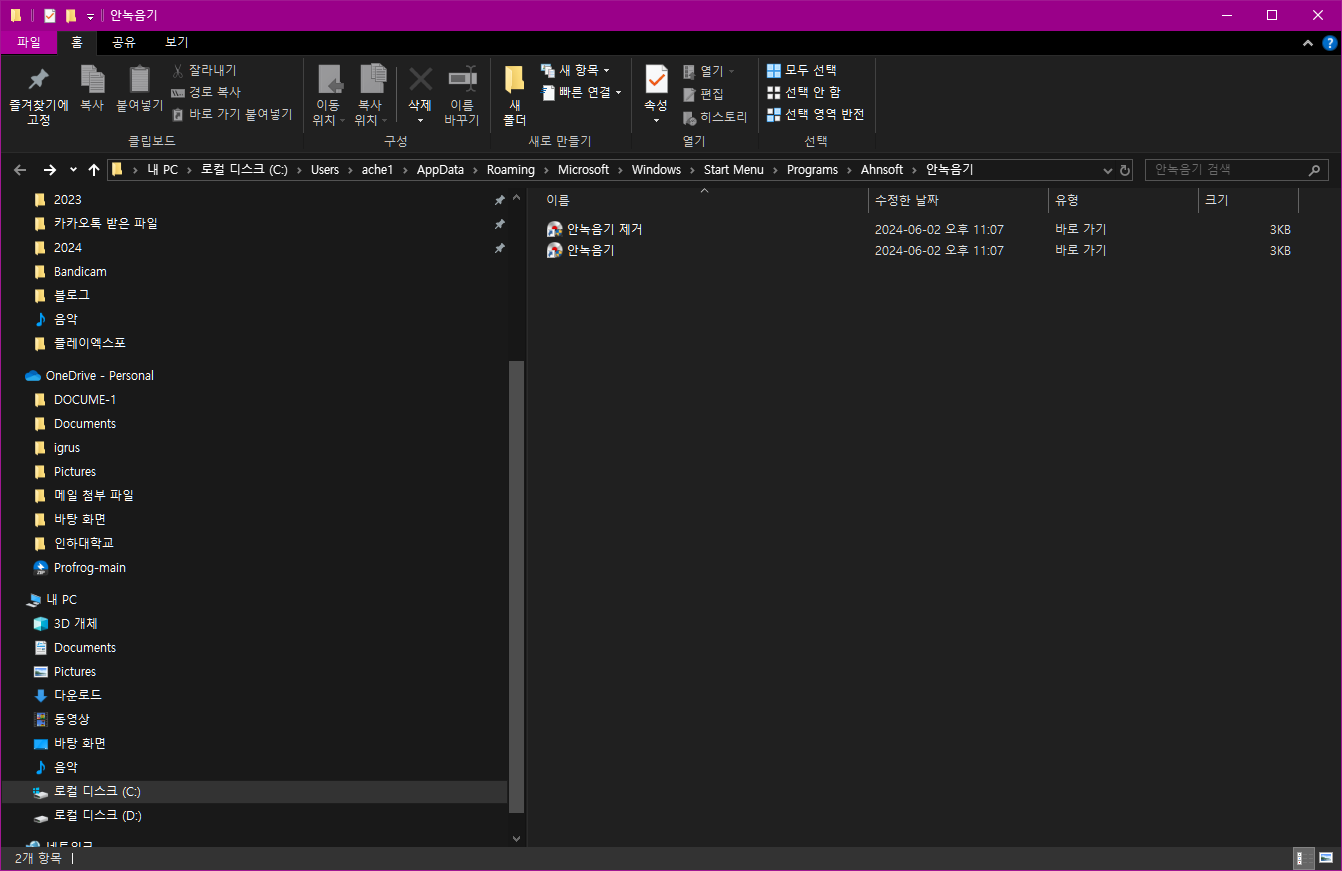 안녹음기
파일 홈 공유 보기
즐겨찾기에 고정
복사
붙여넣기
잘라내기
경로 복사
바로 가기 붙여넣기
클립보드
이동 위치
복사 위치
삭제
이름 바꾸기
구성
새 폴더
새 항목
빠른 연결
새로 만들기
속성
열기
편집
히스토리
열기
모두 선택
선택 안 함
선택 영역 반전
선택
내 PC > 로컬 디스크 (C:) > Users > ache1 > AppData > Roaming > Microsoft > Windows > Start Menu > Programs > Ahnsoft > 안녹음기
안녹음기 검색
2023
카카오톡 받은 파일
2024
Bandicam
블로그
음악
플레이엑스포
OneDrive - Personal
DOCUME~1
Documents
igrus
Pictures
메일 첨부 파일
바탕 화면
인하대학교
Profrog-main
내 PC
3D 개체
Documents
Pictures
다운로드
동영상
바탕 화면
음악
로컬 디스크 (C:)
로컬 디스크 (D:)
네트워크
이름 수정한 날짜 유형 크기
안녹음기 제거 2024-06-02 오후 11:07 바로 가기 3KB
안녹음기 2024-06-02 오후 11:07 바로 가기 3KB
2개 항목